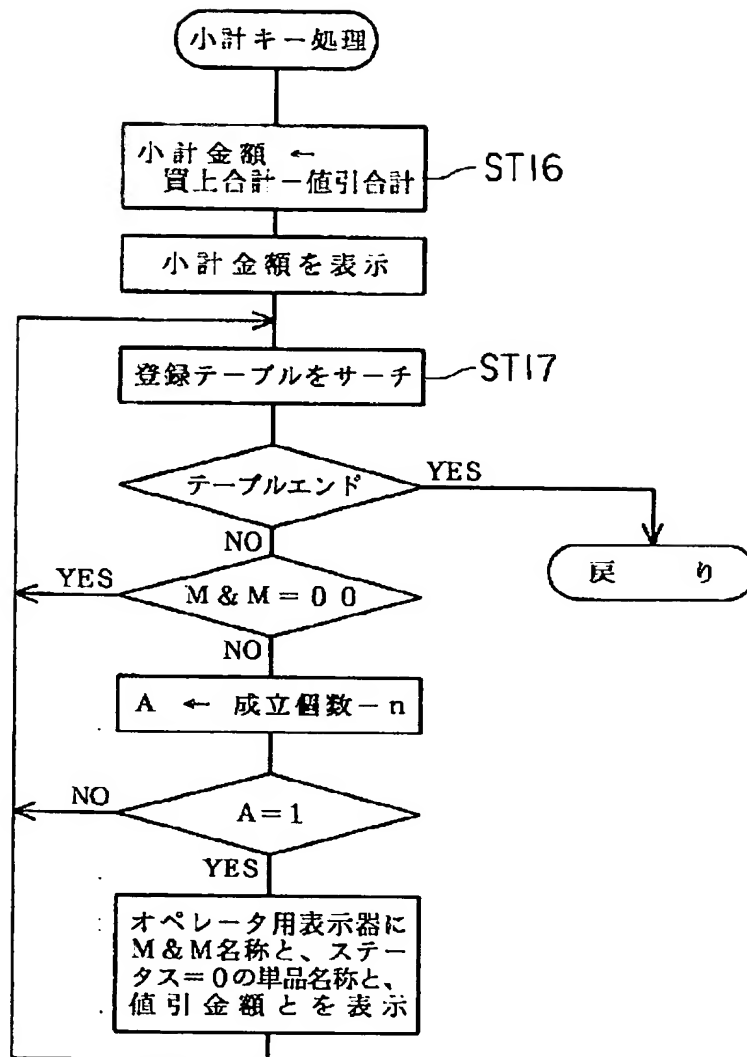 小計キー処理
小計金額 ←
買上合計－値引合計
ST16
小計金額を表示
登録テーブルをサーチ
ST17
テーブルエンド
YES
NO
戻 り
YES
M & M = 0 0
NO
A ← 成立個数－n
NO
A = 1
YES
オペレータ用表示器に
M & M名称と、ステー
タス＝0の単品名称と、
値引金額とを表示